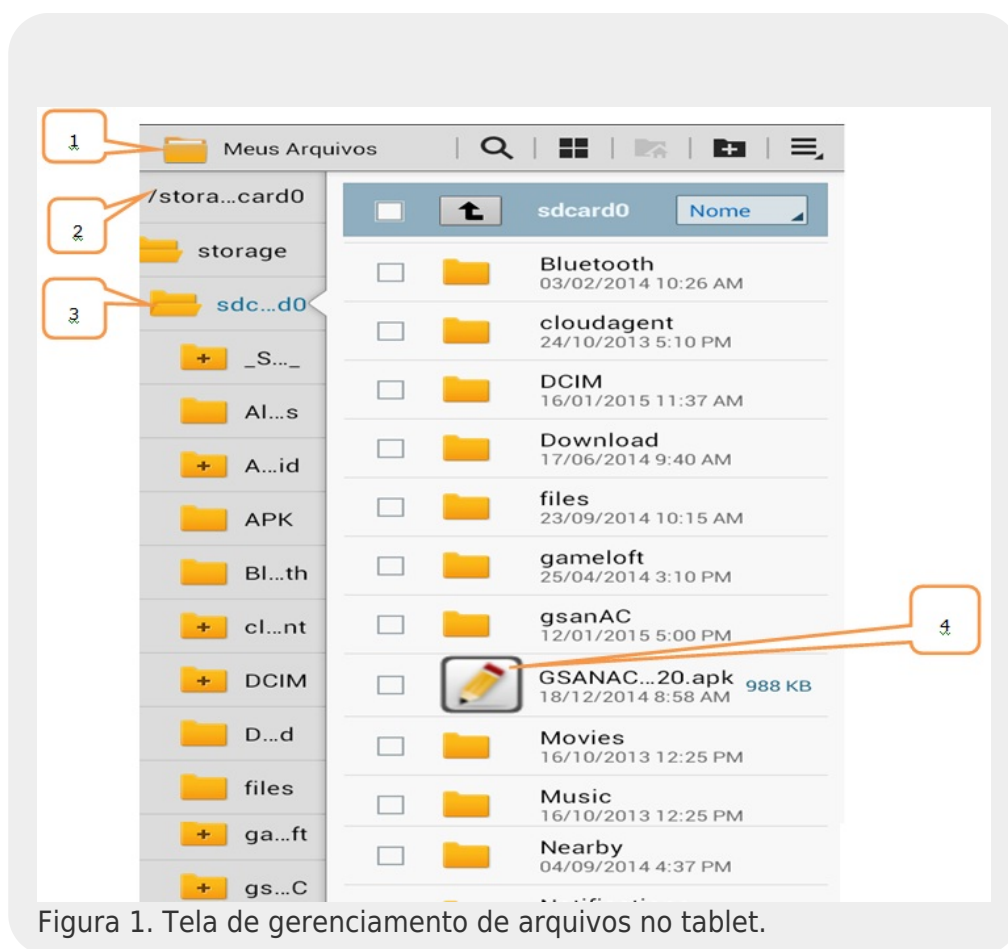 1
Meus Arquivos
/stora...card0
2
storage
3
sdc...d0
_S..._
Al...s
A...id
APK
Bl...th
cl...nt
DCIM
D...d
files
ga...ft
gs...C
sdcard0
Nome
Bluetooth
03/02/2014 10:26 AM
cloudagent
24/10/2013 5:10 PM
DCIM
16/01/2015 11:37 AM
Download
17/06/2014 9:40 AM
files
23/09/2014 10:15 AM
gameloft
25/04/2014 3:10 PM
gsanAC
12/01/2015 5:00 PM
4
GSANAC...20.apk 988 KB
18/12/2014 8:58 AM
Movies
16/10/2013 12:25 PM
Music
16/10/2013 12:25 PM
Nearby
04/09/2014 4:37 PM
Figura 1. Tela de gerenciamento de arquivos no tablet.